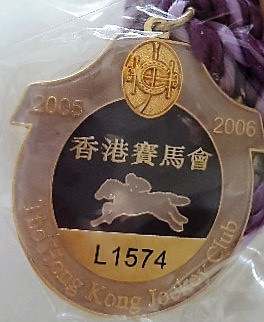 2005 2006
香港賽馬會
L1574
The Hong Kong Jockey Club